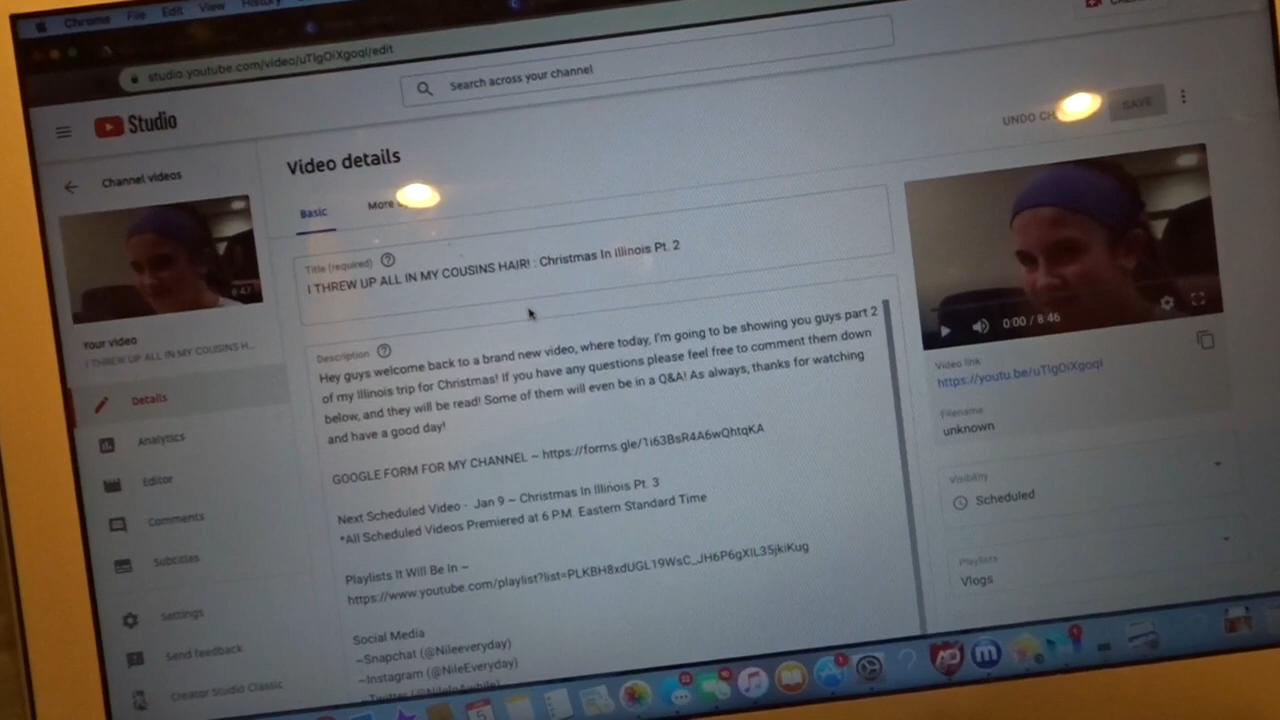 Chrome File Edit View History
studio.youtube.com/video/uTIgOiXgoqI/edit
Studio
Search across your channel
UNDO SAVE
Channel videos
Video details
Basic More
Title (required)
I THREW UP ALL IN MY COUSINS HAIR! : Christmas In Illinois Pt. 2
8:47
0:00 / 8:46
Your video
I THREW UP ALL IN MY COUSINS H...
Description
Hey guys welcome back to a brand new video, where today, I'm going to be showing you guys part 2
of my Illinois trip for Christmas! If you have any questions please feel free to comment them down
below, and they will be read! Some of them will even be in a Q&A! As always, thanks for watching
and have a good day!
GOOGLE FORM FOR MY CHANNEL ~ https://forms.gle/1i63BsR4A6wQhtqKA
Next Scheduled Video - Jan 9 ~ Christmas In Illinois Pt. 3
*All Scheduled Videos Premiered at 6 P.M. Eastern Standard Time
Playlists It Will Be In ~
https://www.youtube.com/playlist?list=PLKBH8xdUGL19WsC_JH6P6gXIL35jkiKug
Social Media
~Snapchat (@Nileeveryday)
~Instagram (@NileEveryday)
Details
Analytics
Editor
Comments
Subtitles
Settings
Send feedback
Creator Studio Classic
Video link
https://youtu.be/uTIgOiXgoqI
Filename
unknown
Visibility
Scheduled
Playlists
Vlogs
5